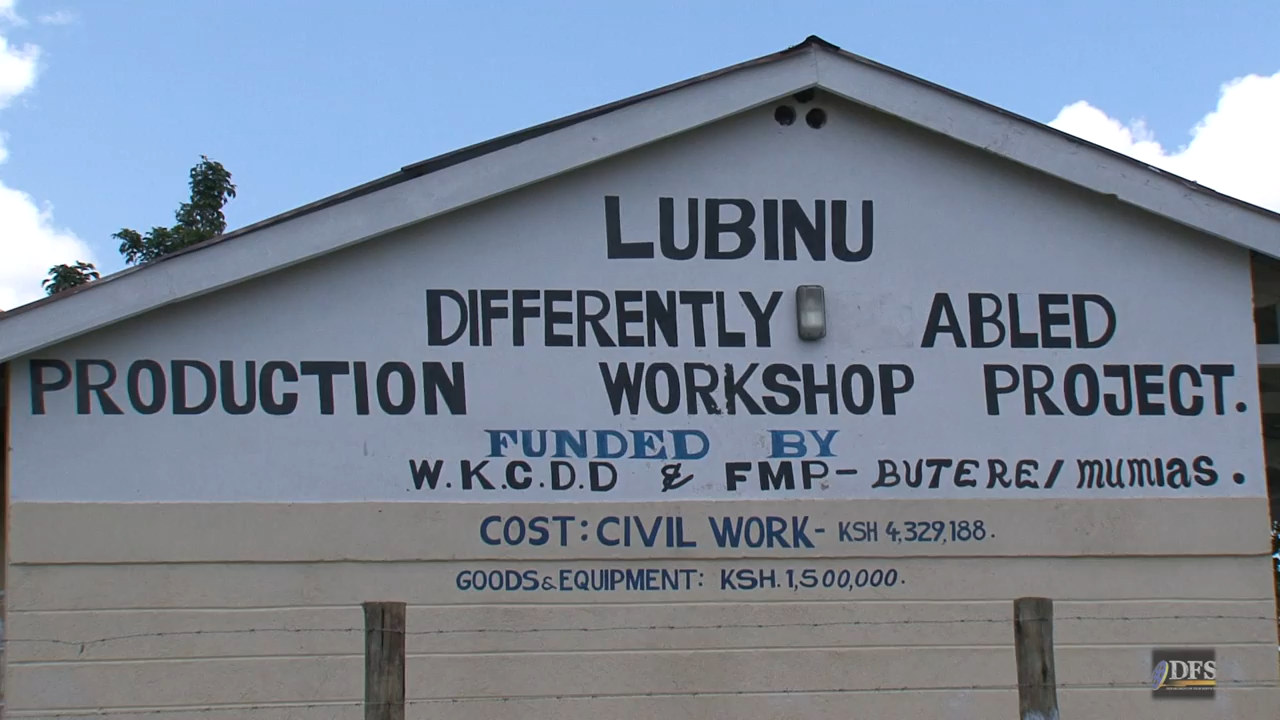 LUBINU
DIFFERENTLY ABLED
PRODUCTION WORKSHOP PROJECT.
FUNDED BY
W.K.C.D.D & FMP- BUTERE/MUMIAS.
COST: CIVIL WORK- KSH 4,329,188.
GOODS & EQUIPMENT: KSH. 1,500,000.
DFS